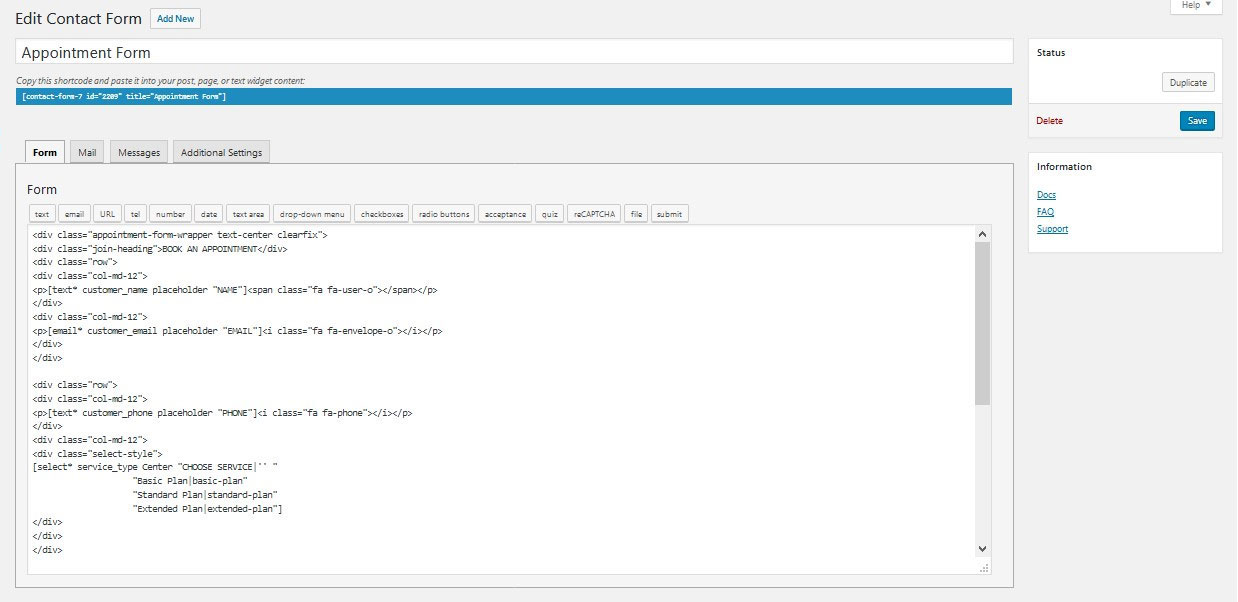 Help ▼
Edit Contact Form Add New
Appointment Form
Copy this shortcode and paste it into your post, page, or text widget content:
[contact-form-7 id="2209" title="Appointment Form"]
Form Mail Messages Additional Settings
Form
text email URL tel number date text area drop-down menu checkboxes radio buttons acceptance quiz reCAPTCHA file submit
<div class="appointment-form-wrapper text-center clearfix">
<div class="join-heading">BOOK AN APPOINTMENT</div>
<div class="row">
<div class="col-md-12">
<p>[text* customer_name placeholder "NAME"]<span class="fa fa-user-o"></span></p>
</div>
<div class="col-md-12">
<p>[email* customer_email placeholder "EMAIL"]<i class="fa fa-envelope-o"></i></p>
</div>
</div>
<div class="row">
<div class="col-md-12">
<p>[text* customer_phone placeholder "PHONE"]<i class="fa fa-phone"></i></p>
</div>
<div class="col-md-12">
<div class="select-style">
[select* service_type Center "CHOOSE SERVICE|'' "
"Basic Plan|basic-plan"
"Standard Plan|standard-plan"
"Extended Plan|extended-plan"]
</div>
</div>
</div>
Status
Duplicate
Delete Save
Information
Docs
FAQ
Support